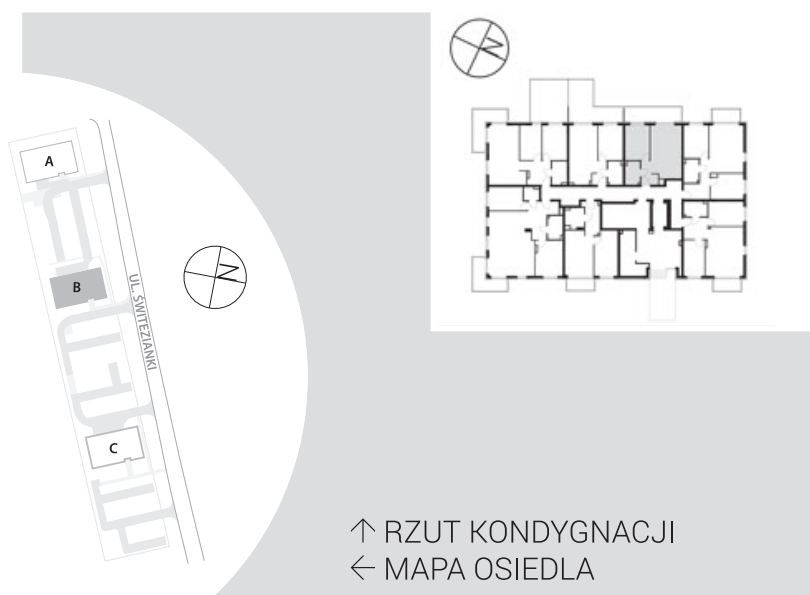 N
A
N
B
UL. ŚWITEZIANKI
C
↑ RZUT KONDYGNACJI
← MAPA OSIEDLA